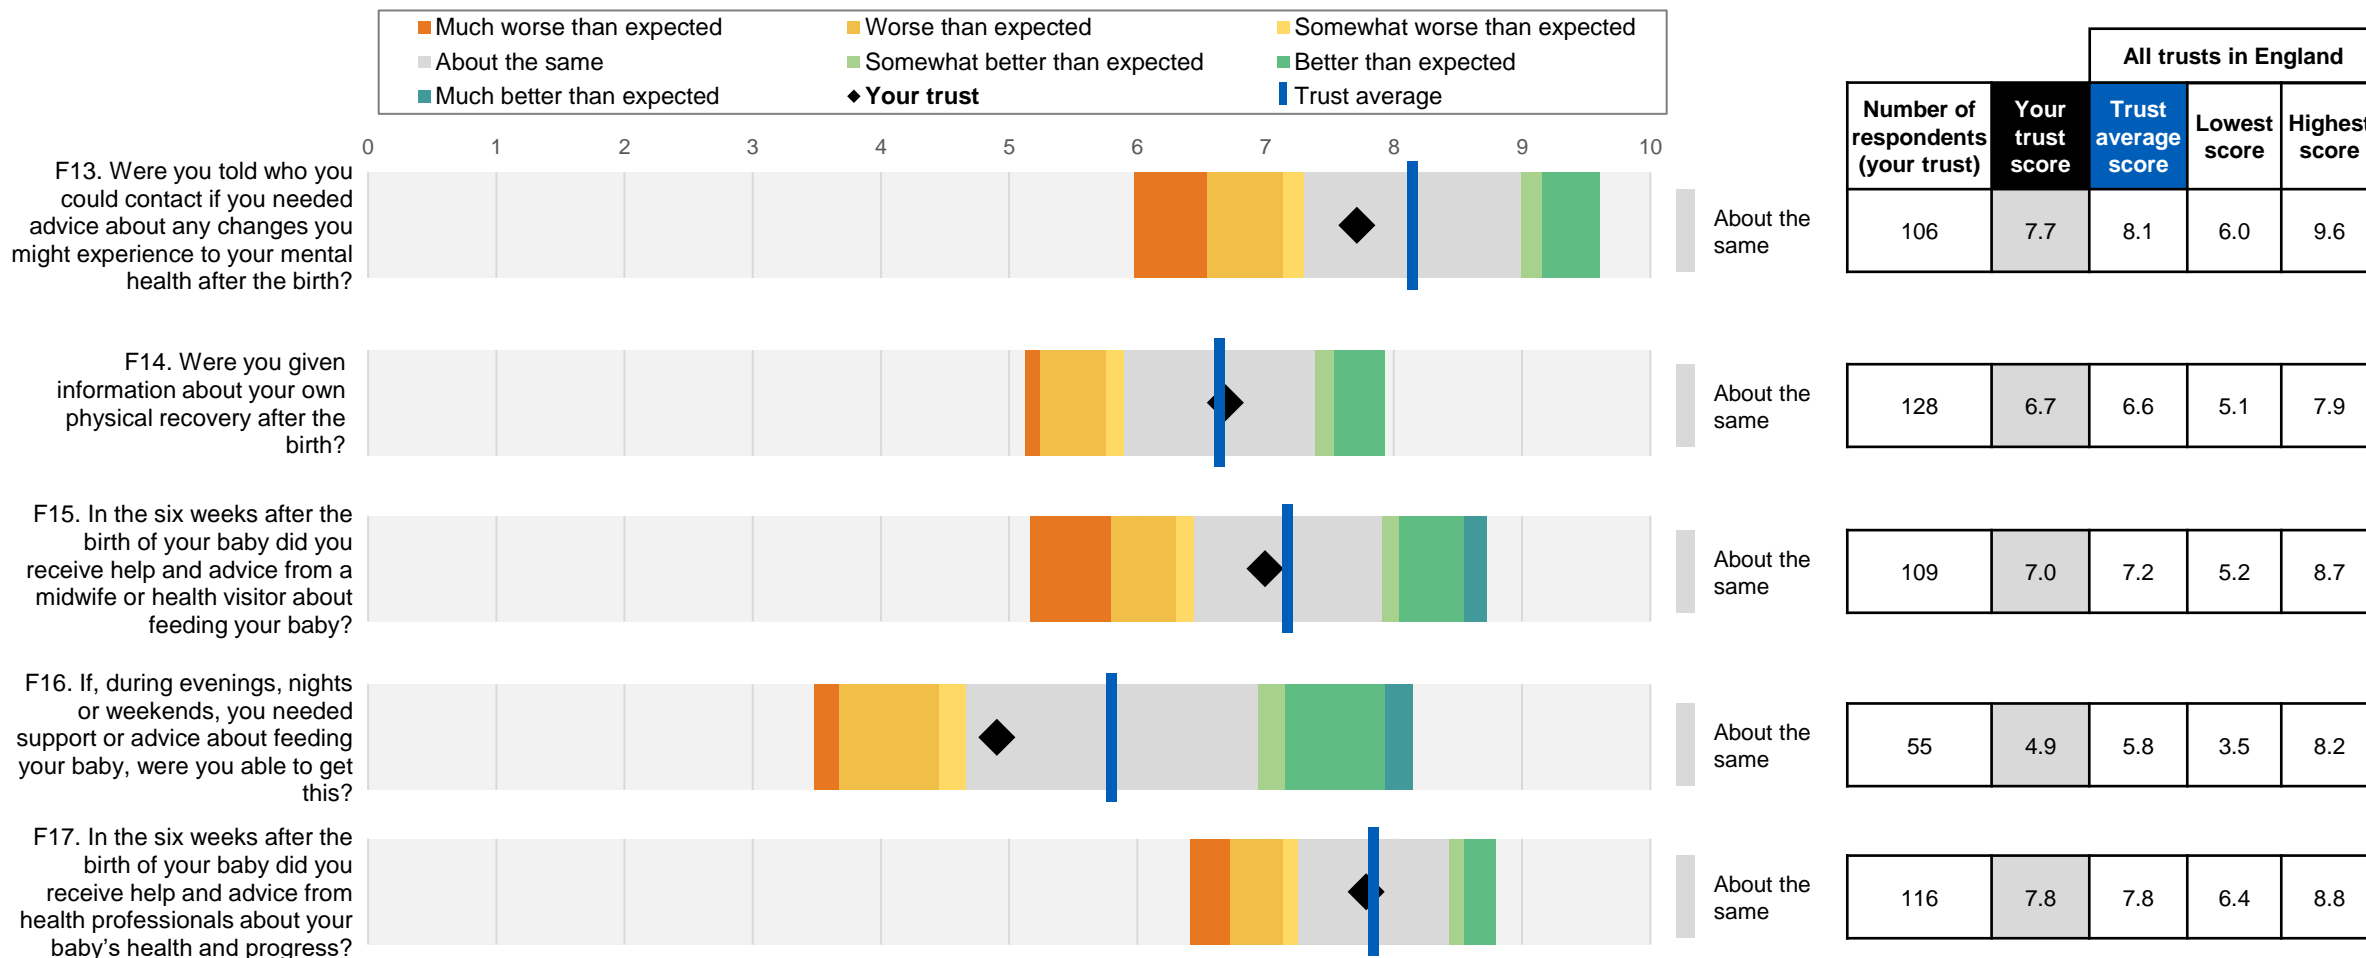 Much worse than expected
Worse than expected
Somewhat worse than expected
About the same
Somewhat better than expected
Better than expected
Much better than expected
Your trust
Trust average
All trusts in England
Number of
respondents
(your trust)
Your
trust
score
Trust
average
score
Lowest
score
Highest
score
0 1 2 3 4 5 6 7 8 9 10
F13. Were you told who you
could contact if you needed
advice about any changes you
might experience to your mental
health after the birth?
About the
same
106 7.7 8.1 6.0 9.6
F14. Were you given
information about your own
physical recovery after the
birth?
About the
same
128 6.7 6.6 5.1 7.9
F15. In the six weeks after the
birth of your baby did you
receive help and advice from a
midwife or health visitor about
feeding your baby?
About the
same
109 7.0 7.2 5.2 8.7
F16. If, during evenings, nights
or weekends, you needed
support or advice about feeding
your baby, were you able to get
this?
About the
same
55 4.9 5.8 3.5 8.2
F17. In the six weeks after the
birth of your baby did you
receive help and advice from
health professionals about your
baby’s health and progress?
About the
same
116 7.8 7.8 6.4 8.8